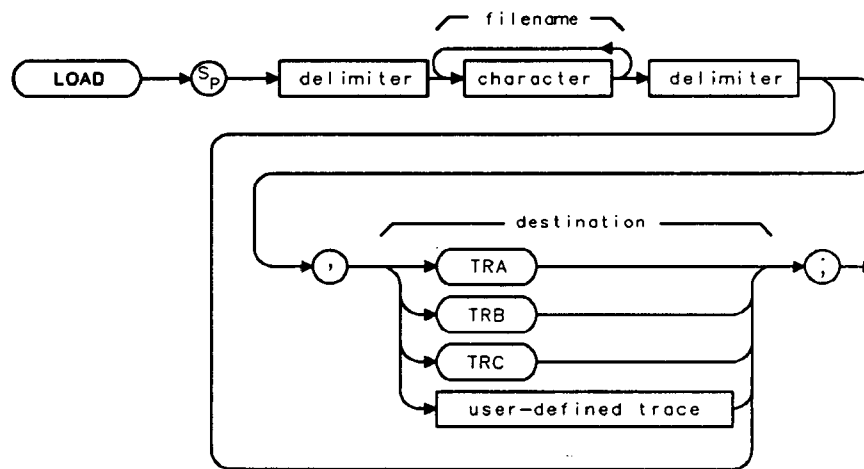 filename
LOAD SP delimiter character delimiter
destination
, TRA ;
TRB
TRC
user-defined trace